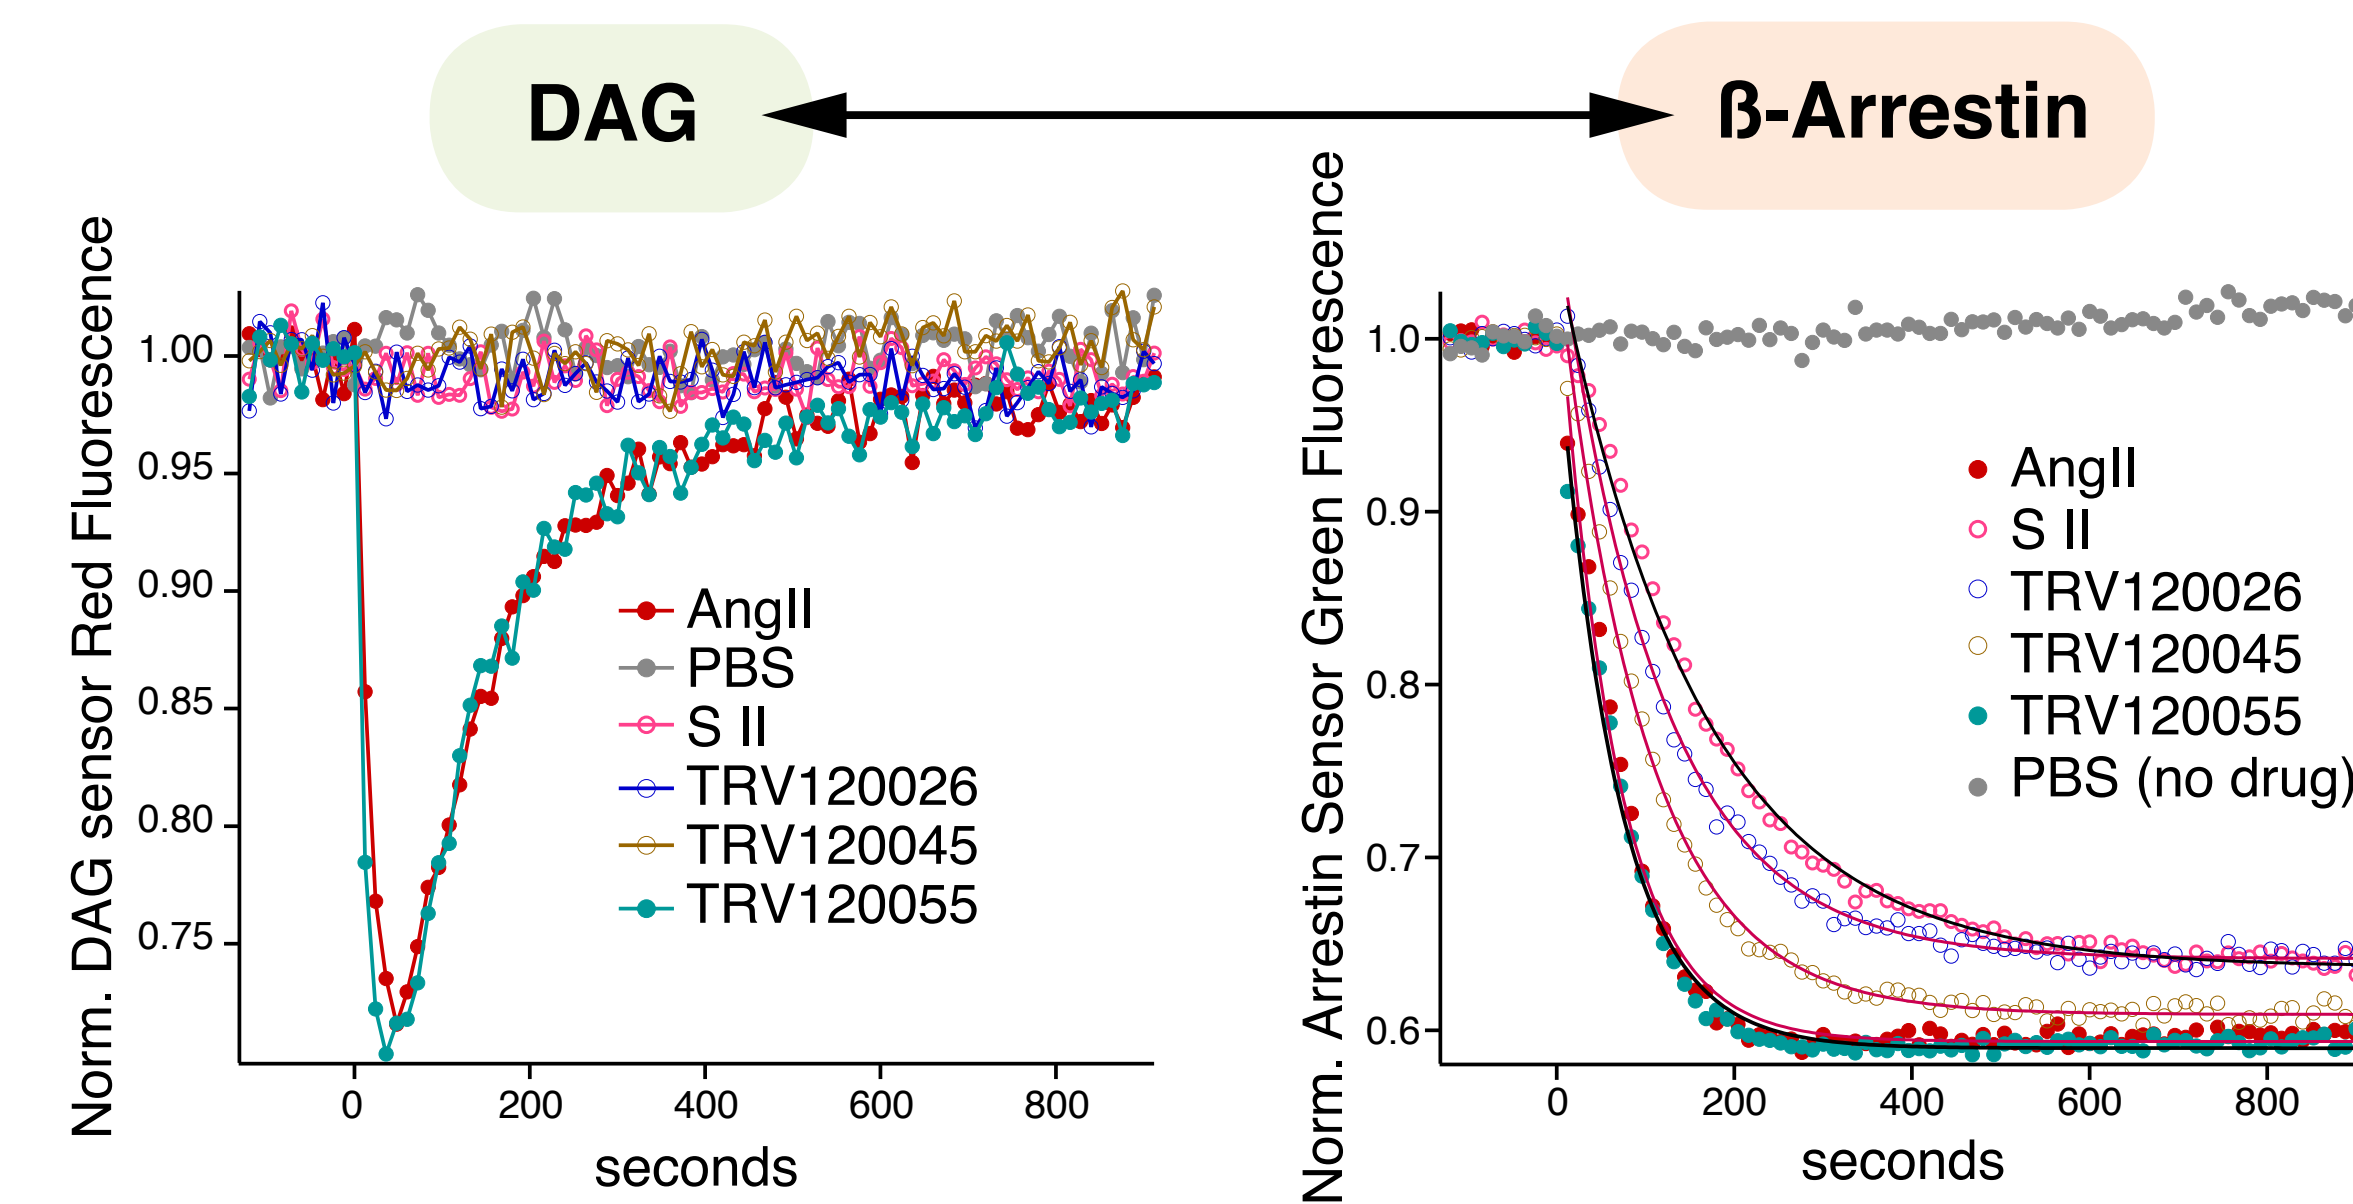 DAG
ß-Arrestin
Norm. DAG sensor Red Fluorescence
1.00
0.95
0.90
0.85
0.80
0.75
AngII
PBS
S II
TRV120026
TRV120045
TRV120055
0
200
400
600
800
seconds
Norm. Arrestin Sensor Green Fluorescence
1.0
0.9
0.8
0.7
0.6
AngII
S II
TRV120026
TRV120045
TRV120055
PBS (no drug)
0
200
400
600
800
seconds